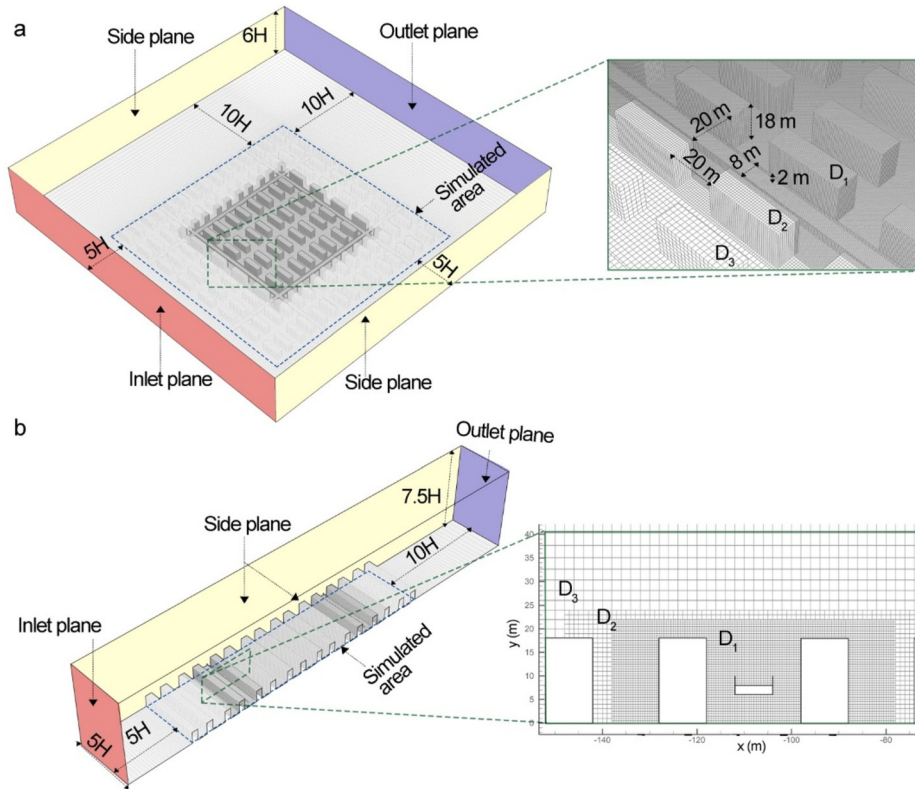 a
Side plane
6H
Outlet plane
10H
10H
Simulated
area
5H
5H
Inlet plane
Side plane
20 m
18 m
20 m
8 m
2 m
D1
D2
D3
b
Outlet plane
7.5H
Side plane
10H
Inlet plane
Simulated
area
5H
5H
40
35
30
25
20
15
10
5
0
y (m)
D3
D2
D1
-140
-120
-100
-80
x (m)